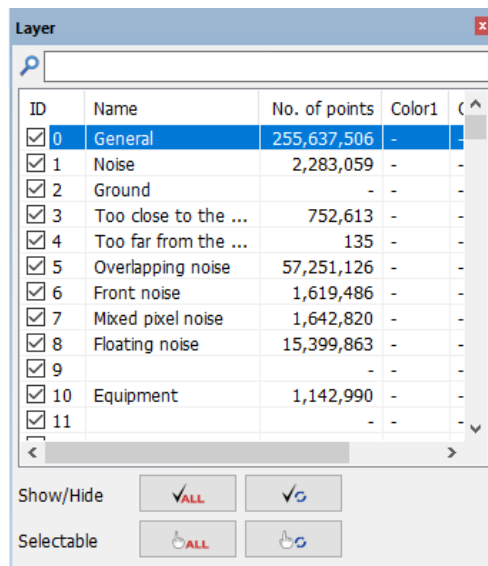 Layer
ID Name No. of points Color1
0 General 255,637,506 -
1 Noise 2,283,059 - -
2 Ground - - -
3 Too close to the ... 752,613 - -
4 Too far from the ... 135 - -
5 Overlapping noise 57,251,126 - -
6 Front noise 1,619,486 - -
7 Mixed pixel noise 1,642,820 - -
8 Floating noise 15,399,863 - -
9 - - -
10 Equipment 1,142,990 - -
11 - - -
Show/Hide ALL
Selectable ALL